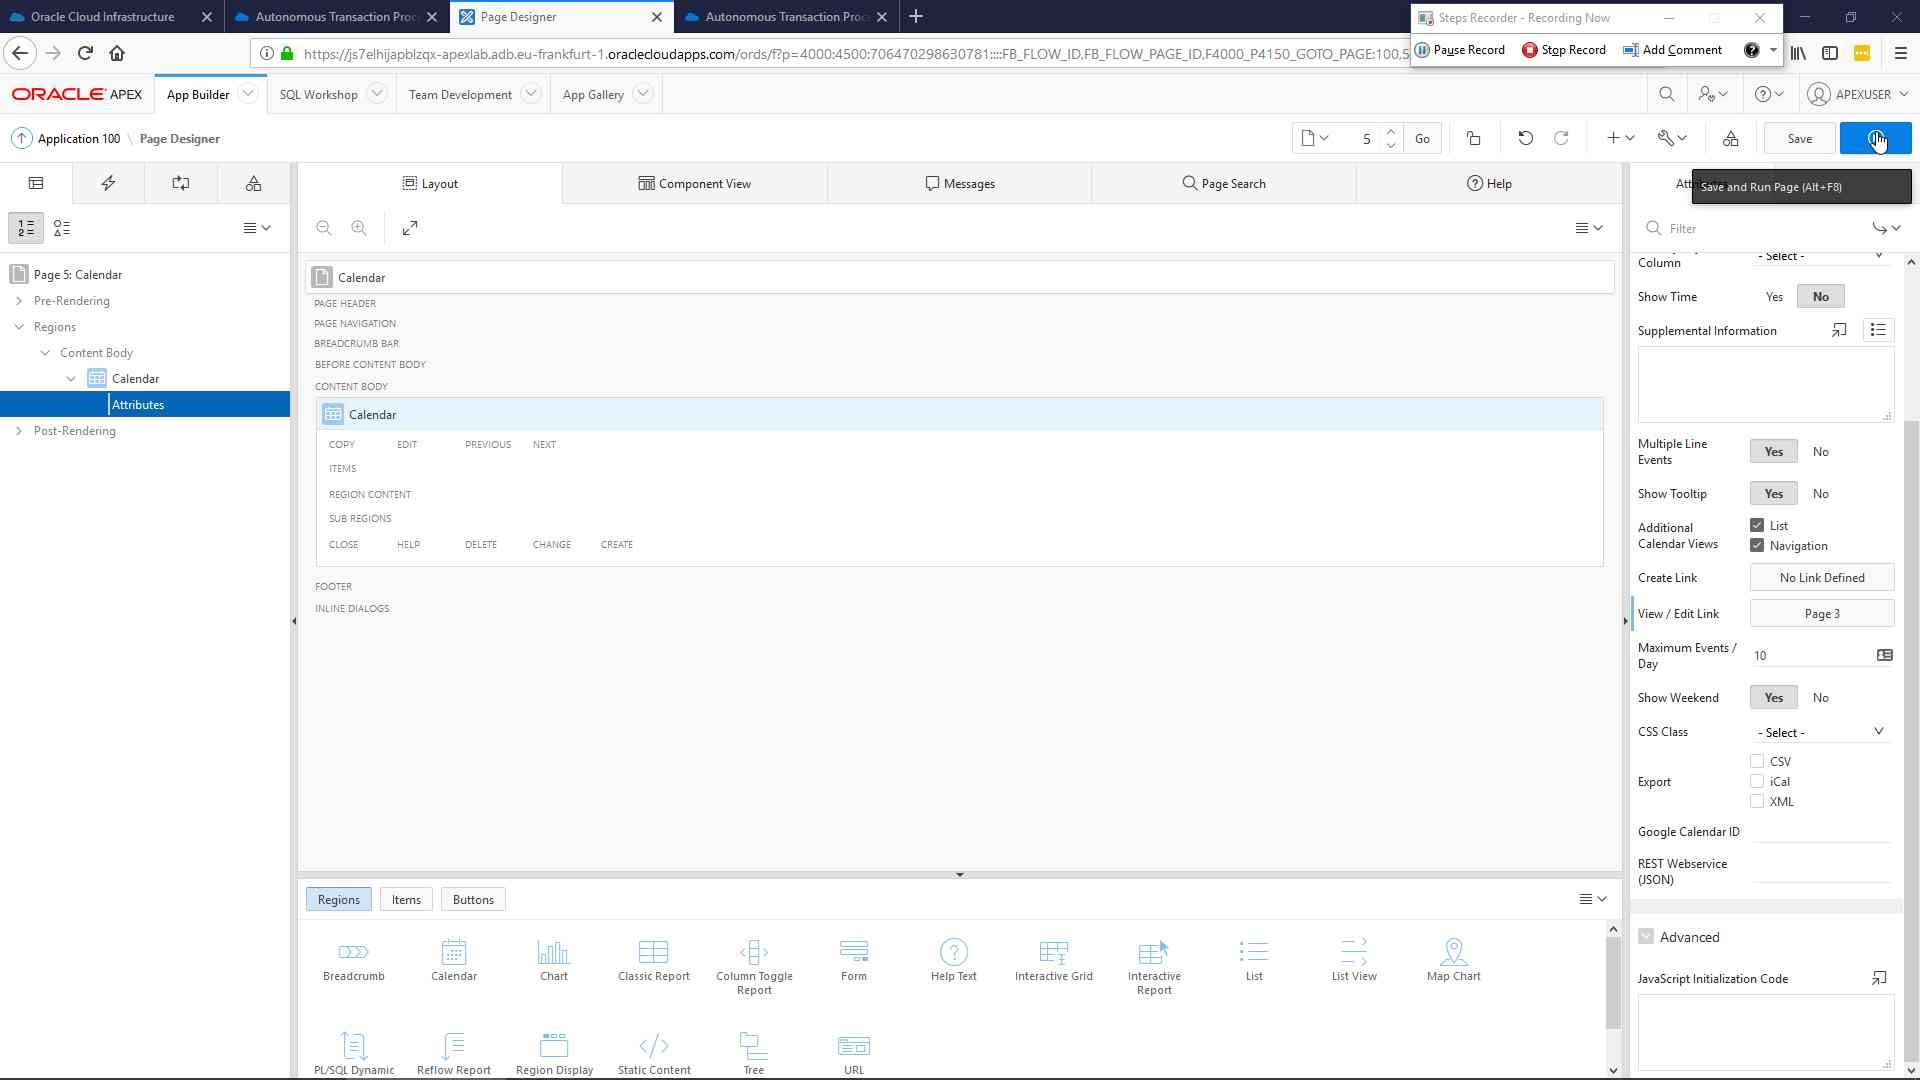 Oracle Cloud Infrastructure
Autonomous Transaction Proc
Page Designer
Autonomous Transaction Proc
Steps Recorder - Recording Now
Pause Record
Stop Record
Add Comment
https://js7elhijapblzqx-apexlab.adb.eu-frankfurt-1.oraclecloudapps.com/ords/f?p=4000:4500:706470298630781::::FB_FLOW_ID,FB_FLOW_PAGE_ID,F4000_P4150_GOTO_PAGE:100,5
ORACLE APEX
App Builder
SQL Workshop
Team Development
App Gallery
APEXUSER
Application 100 \ Page Designer
5
Go
Save
Layout
Component View
Messages
Page Search
Help
Save and Run Page (Alt+F8)
Filter
Page 5: Calendar
Pre-Rendering
Regions
Content Body
Calendar
Attributes
Post-Rendering
Calendar
PAGE HEADER
PAGE NAVIGATION
BREADCRUMB BAR
BEFORE CONTENT BODY
CONTENT BODY
Calendar
COPY EDIT PREVIOUS NEXT
ITEMS
REGION CONTENT
SUB REGIONS
CLOSE HELP DELETE CHANGE CREATE
FOOTER
INLINE DIALOGS
Column
- Select -
Show Time Yes No
Supplemental Information
Multiple Line Events Yes No
Show Tooltip Yes No
Additional Calendar Views
List
Navigation
Create Link No Link Defined
View / Edit Link Page 3
Maximum Events / Day 10
Show Weekend Yes No
CSS Class - Select -
Export
CSV
iCal
XML
Google Calendar ID
REST Webservice (JSON)
Advanced
JavaScript Initialization Code
Regions Items Buttons
Breadcrumb
Calendar
Chart
Classic Report
Column Toggle Report
Form
Help Text
Interactive Grid
Interactive Report
List
List View
Map Chart
PL/SQL Dynamic
Reflow Report
Region Display
Static Content
Tree
URL